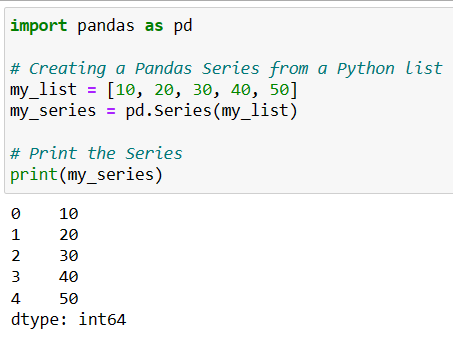 import pandas as pd
# Creating a Pandas Series from a Python list
my_list = [10, 20, 30, 40, 50]
my_series = pd.Series(my_list)
# Print the Series
print(my_series)
0    10
1    20
2    30
3    40
4    50
dtype: int64